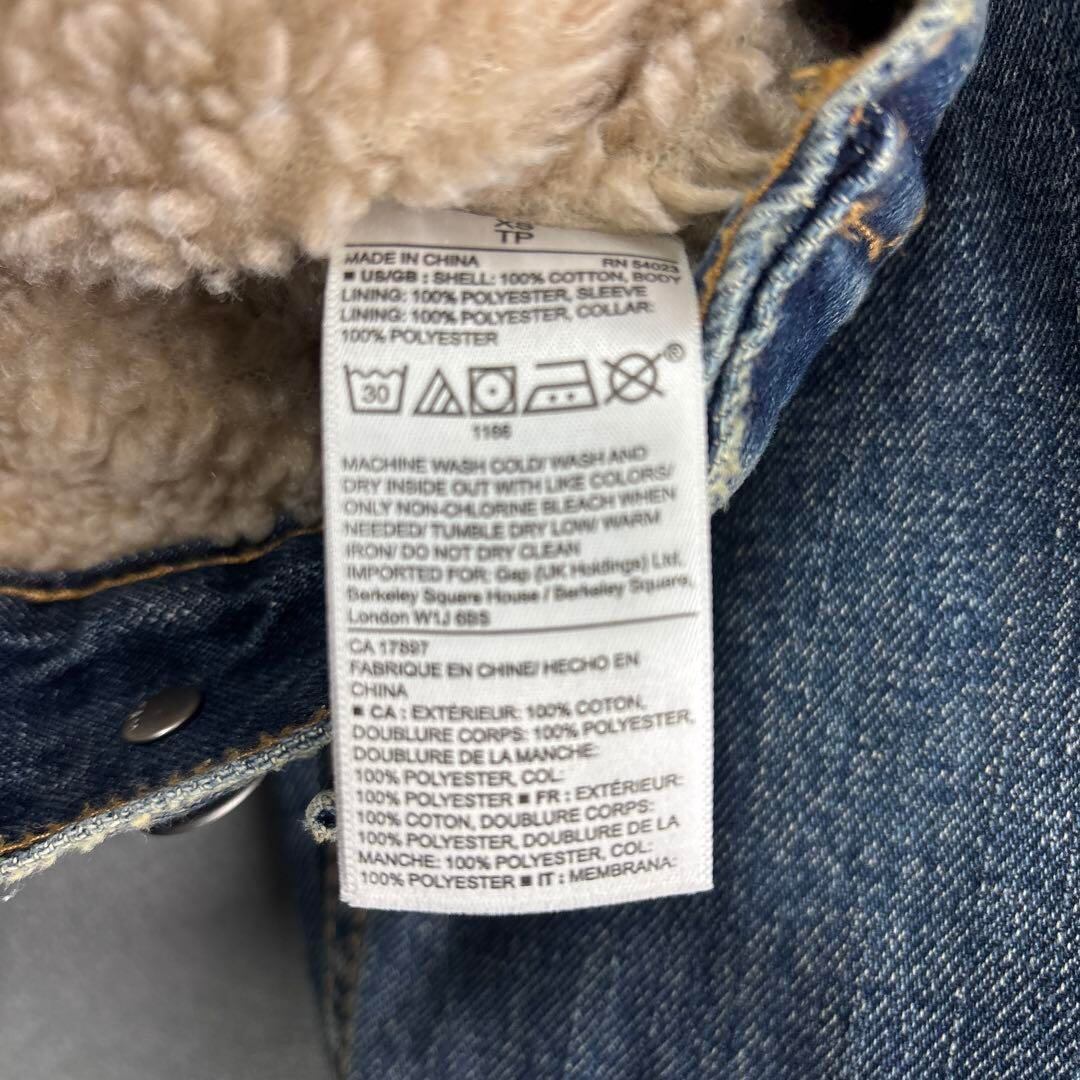 XS
TP
MADE IN CHINA RN 54023
■ US/GB : SHELL: 100% COTTON, BODY
LINING: 100% POLYESTER, SLEEVE
LINING: 100% POLYESTER, COLLAR:
100% POLYESTER
30
®
1166
MACHINE WASH COLD/ WASH AND
DRY INSIDE OUT WITH LIKE COLORS/
ONLY NON-CHLORINE BLEACH WHEN
NEEDED/ TUMBLE DRY LOW/ WARM
IRON/ DO NOT DRY CLEAN
IMPORTED FOR: Gap (UK Holdings) Ltd.
Berkeley Square House / Berkeley Square,
London W1J 6BS
CA 17897
FABRIQUE EN CHINE/ HECHO EN
CHINA
■ CA : EXTÉRIEUR: 100% COTON,
DOUBLURE CORPS: 100% POLYESTER,
DOUBLURE DE LA MANCHE:
100% POLYESTER, COL:
100% POLYESTER ■ FR : EXTÉRIEUR:
100% COTON, DOUBLURE CORPS:
100% POLYESTER, DOUBLURE DE LA
MANCHE: 100% POLYESTER, COL:
100% POLYESTER ■ IT : MEMBRANA: